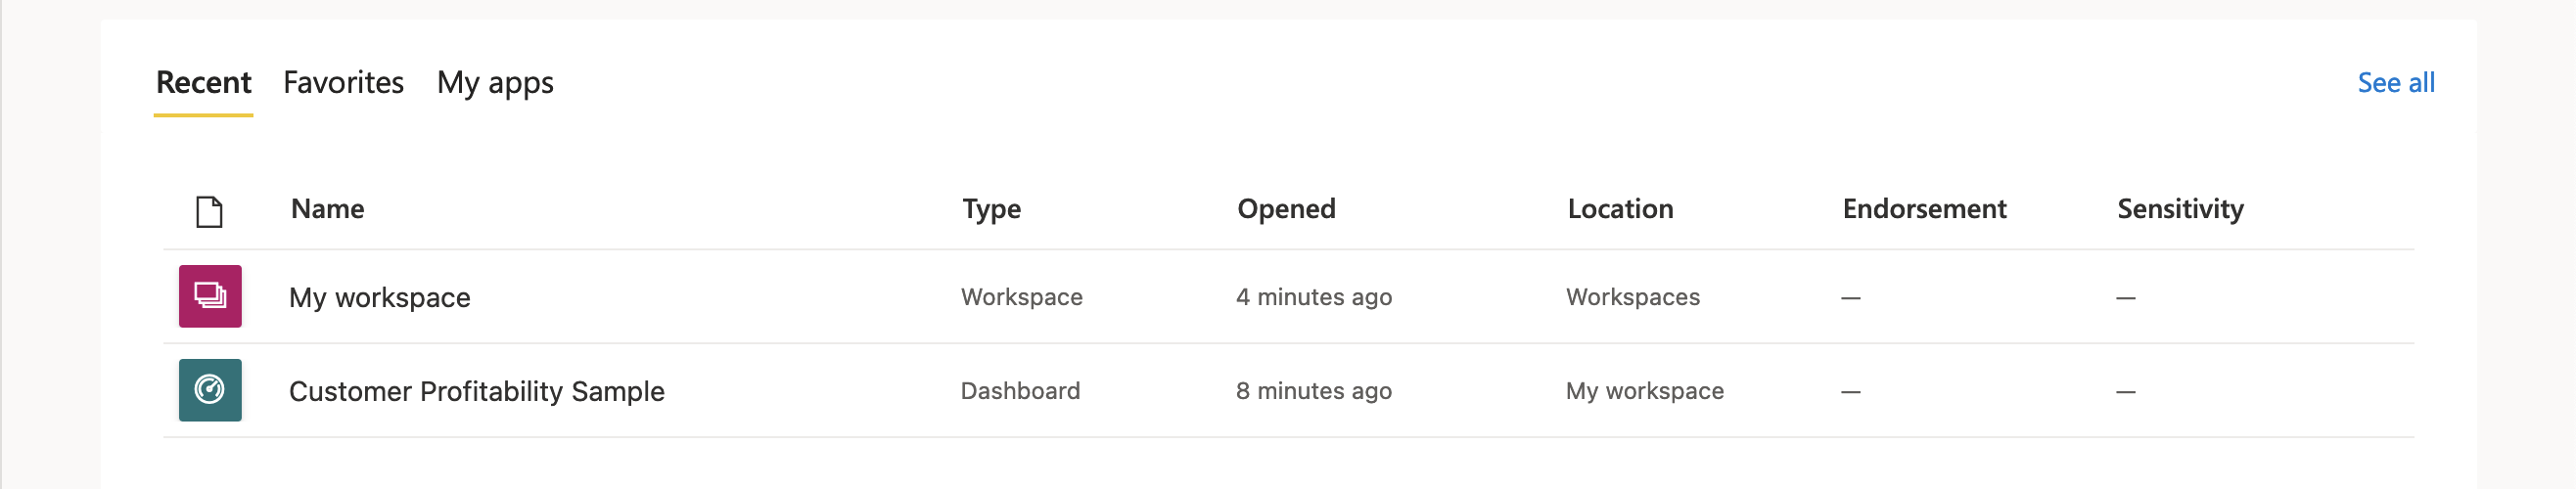 Recent Favorites My apps See all
Name Type Opened Location Endorsement Sensitivity
My workspace Workspace 4 minutes ago Workspaces — —
Customer Profitability Sample Dashboard 8 minutes ago My workspace — —